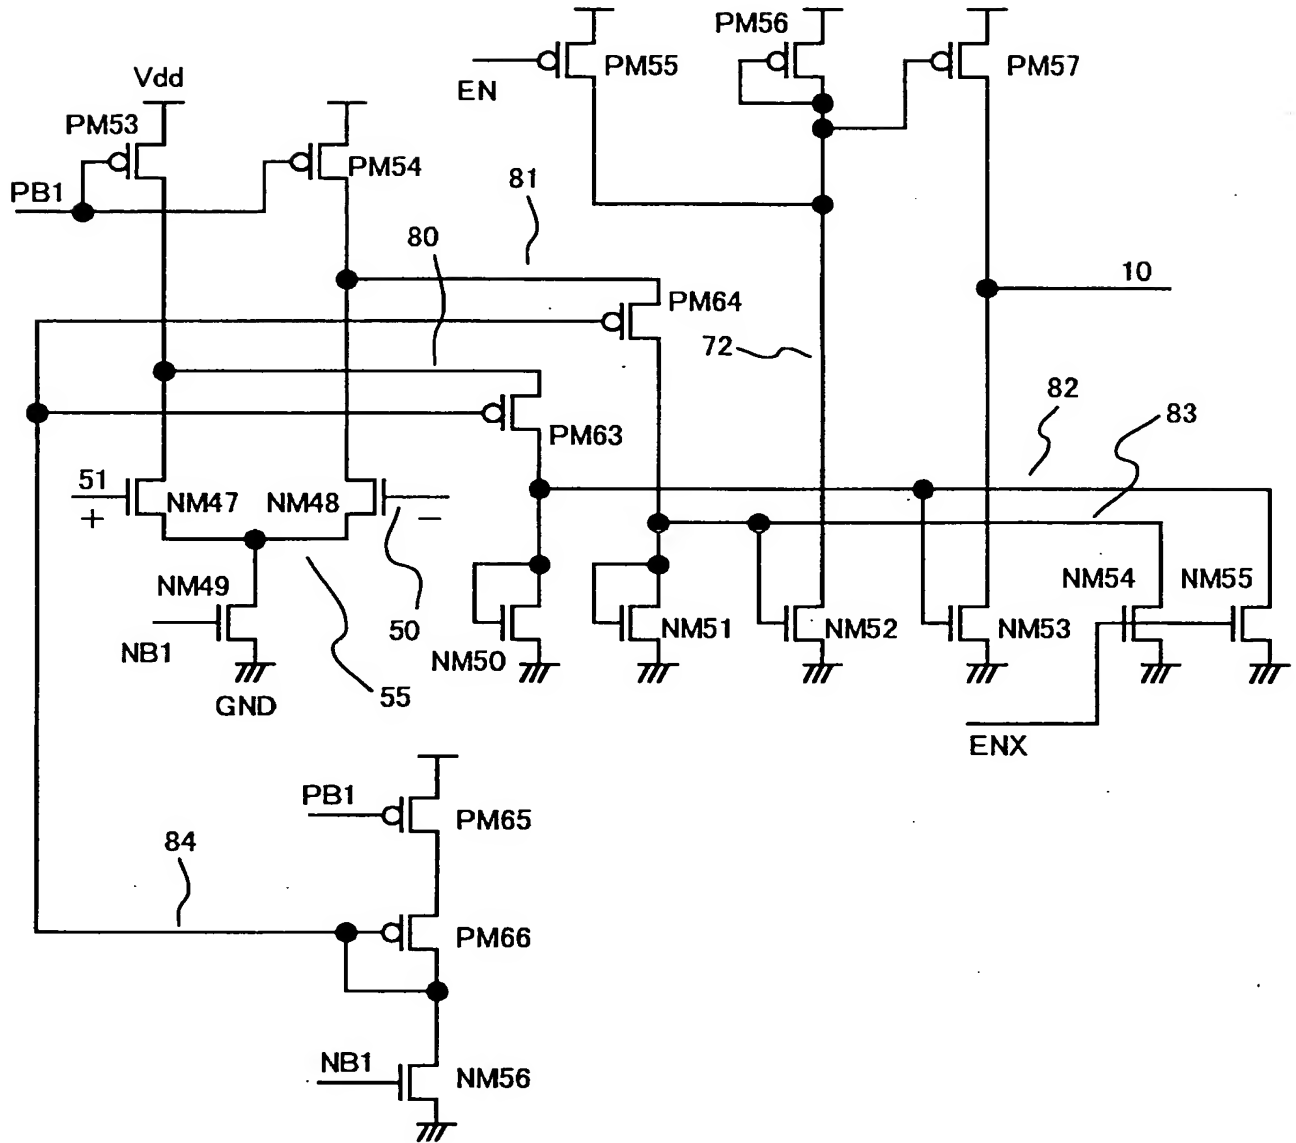 PM56
PM55
PM57
EN
Vdd
PM53
PM54
PB1
81
80
10
PM64
72
82
83
PM63
51
+
NM47
NM48
−
NM49
NM54
NM55
NB1
50
NM50
NM51
NM52
NM53
GND
55
ENX
PB1
PM65
84
PM66
NB1
NM56